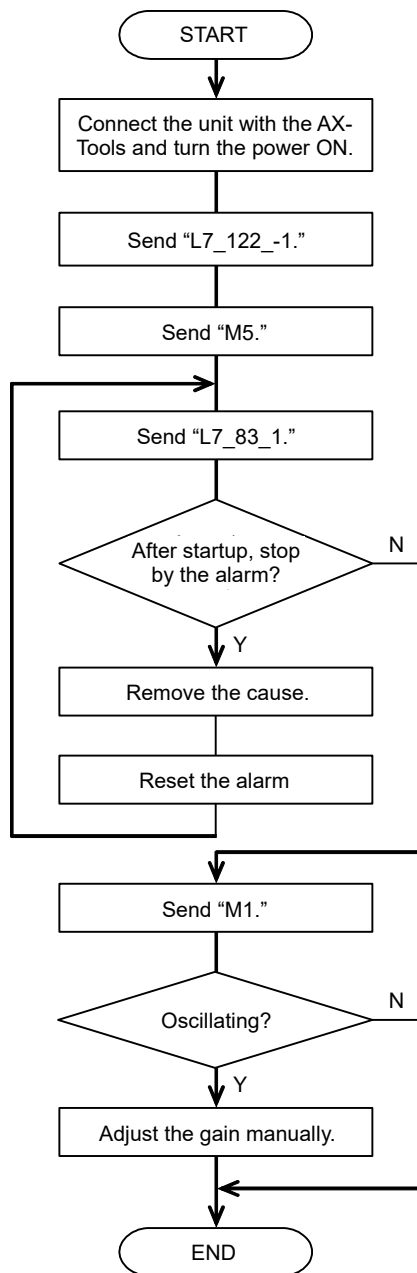 START
Connect the unit with the AX-
Tools and turn the power ON.
Send “L7_122_-1.”
Send “M5.”
Send “L7_83_1.”
After startup, stop
by the alarm?
N
Y
Remove the cause.
Reset the alarm
Send “M1.”
Oscillating?
N
Y
Adjust the gain manually.
END